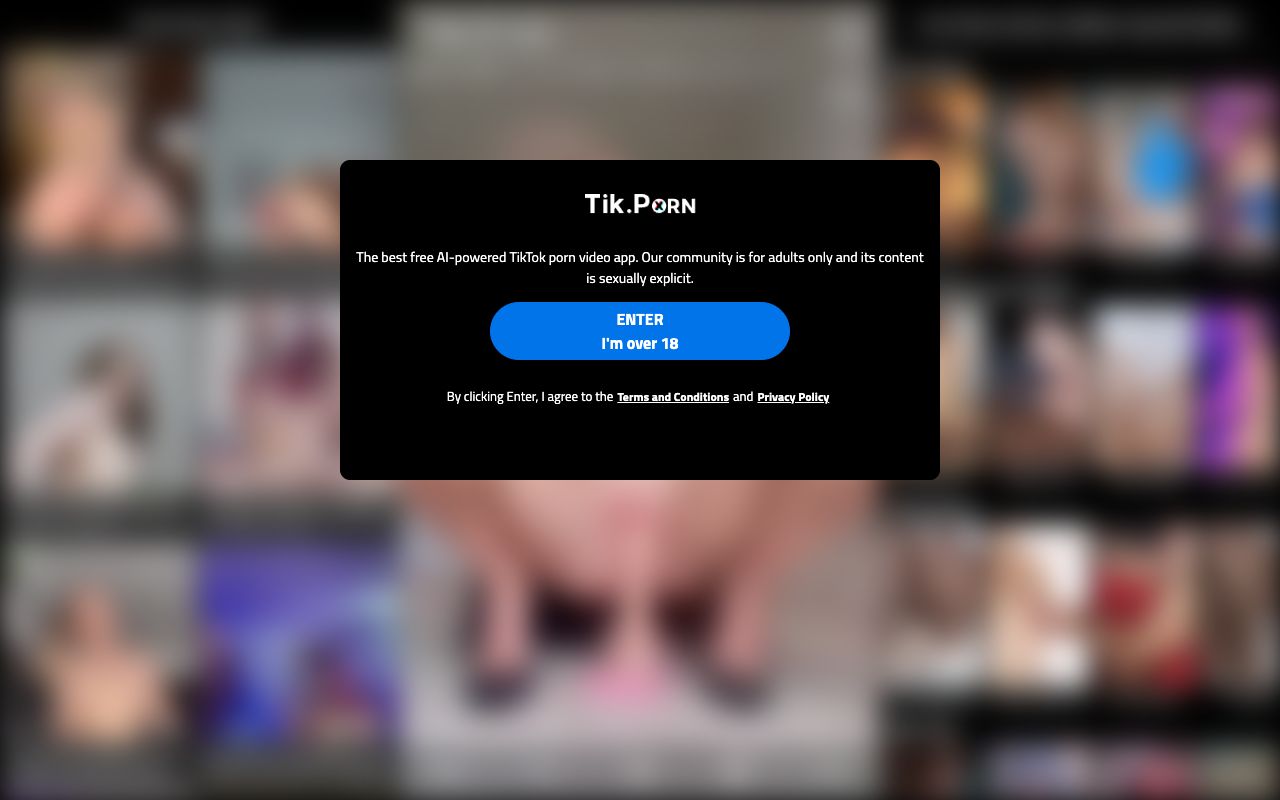 Tik.Porn
The best free AI-powered TikTok porn video app. Our community is for adults only and its content
is sexually explicit.
ENTER
I'm over 18
By clicking Enter, I agree to the Terms and Conditions and Privacy Policy